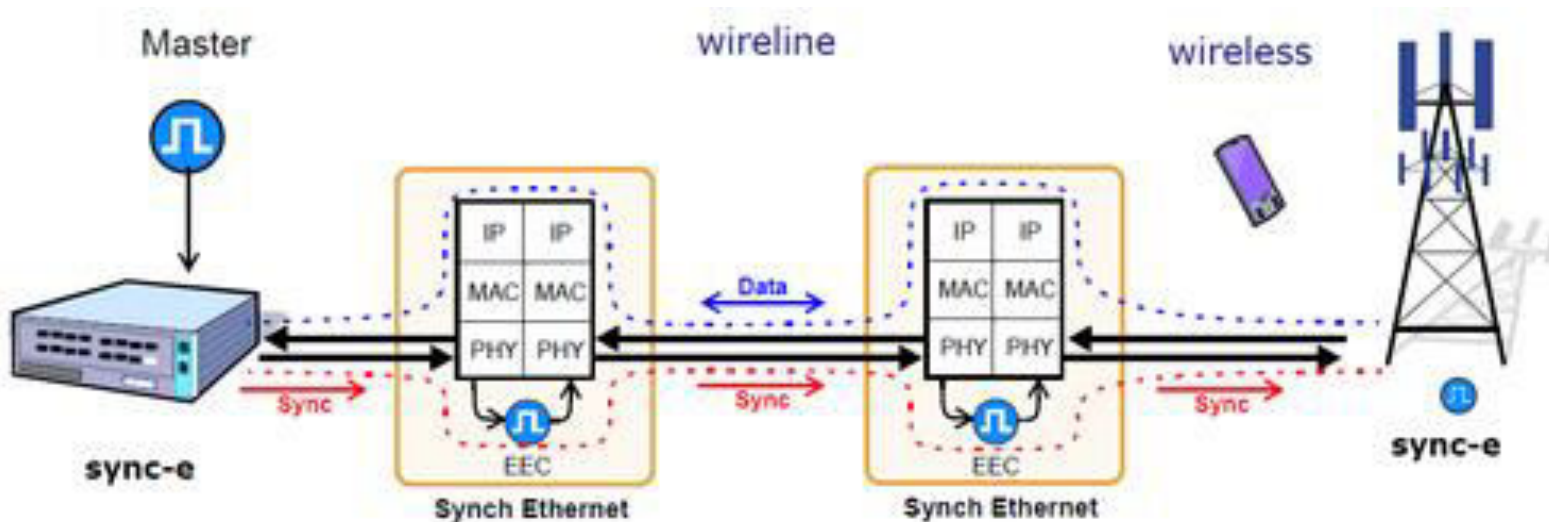 Master
wireline
wireless
IP IP
MAC MAC
PHY PHY
EEC
Synch Ethernet
Data
IP IP
MAC MAC
PHY PHY
EEC
Synch Ethernet
Sync
Sync
Sync
sync-e
sync-e